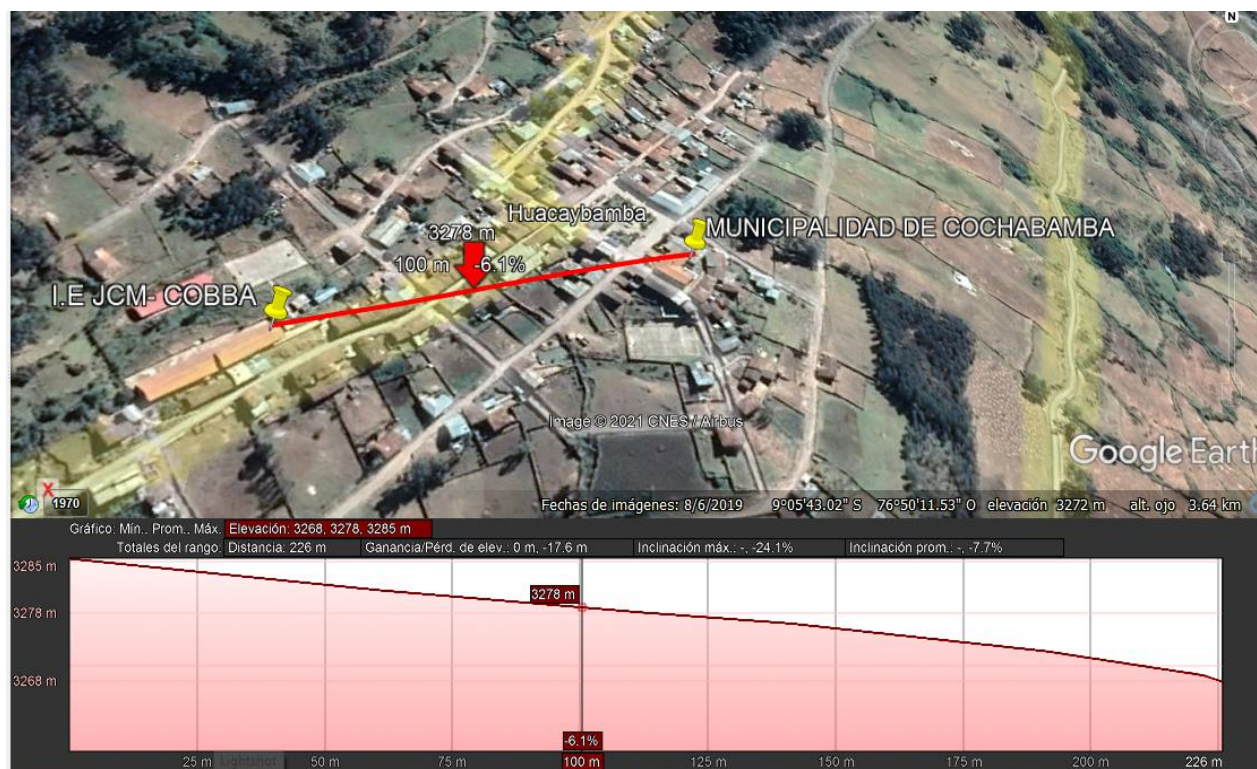 N
Huacaybamba
MUNICIPALIDAD DE COCHABAMBA
3278 m
100 m -6.1%
I.E JCM- COBBA
Image © 2021 CNES / Airbus
Google Earth
1970
Fechas de imágenes: 8/6/2019 9°05'43.02" S 76°50'11.53" O elevación 3272 m alt. ojo 3.64 km
Gráfico: Mín., Prom., Máx. Elevación: 3268, 3278, 3285 m
Totales del rango: Distancia: 226 m Ganancia/Pérd. de elev.: 0 m, -17.6 m Inclinación máx.: -, -24.1% Inclinación prom.: -, -7.7%
3285 m
3278 m
3278 m
3268 m
-6.1%
25 m Lightshot 50 m 75 m 100 m 125 m 150 m 175 m 200 m 226 m